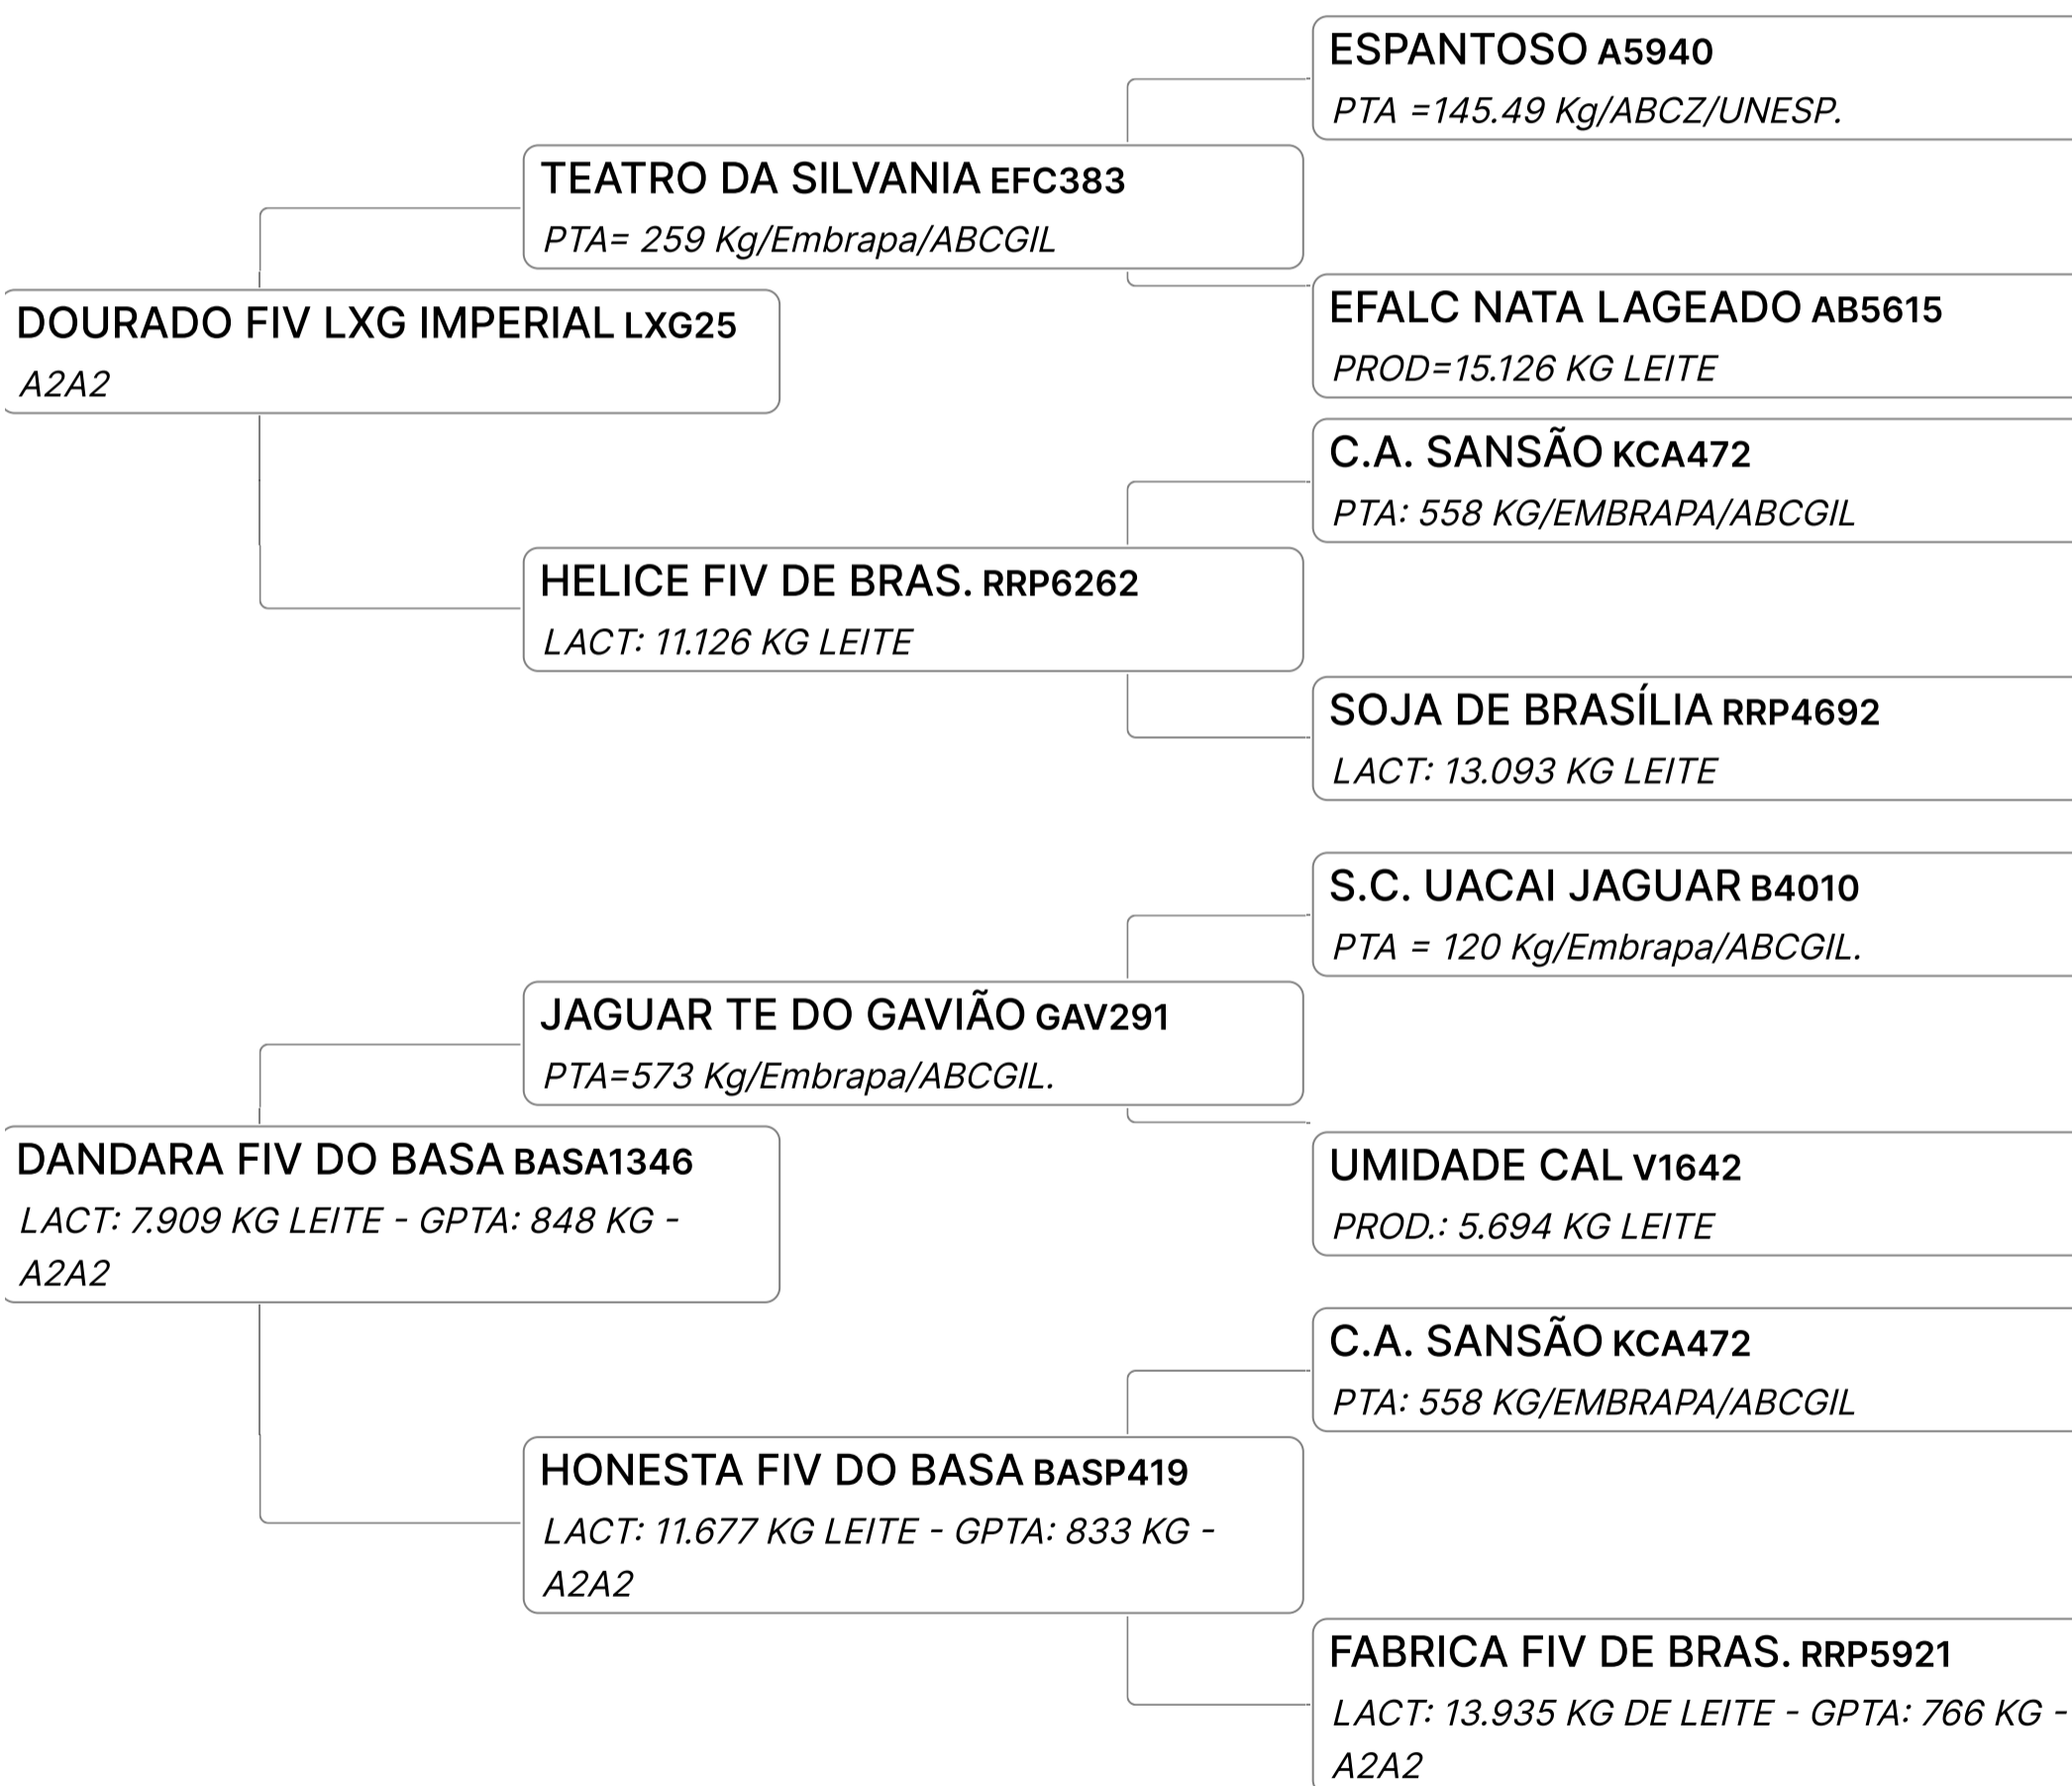 ESPANTOSO A5940
PTA =145.49 Kg/ABCZ/UNESP.
TEATRO DA SILVANIA EFC383
PTA= 259 Kg/Embrapa/ABCGIL
EFALC NATA LAGEADO AB5615
PROD=15.126 KG LEITE
DOURADO FIV LXG IMPERIAL LXG25
A2A2
C.A. SANSÃO KCA472
PTA: 558 KG/EMBRAPA/ABCGIL
HELICE FIV DE BRAS. RRP6262
LACT: 11.126 KG LEITE
SOJA DE BRASÍLIA RRP4692
LACT: 13.093 KG LEITE
S.C. UACAI JAGUAR B4010
PTA = 120 Kg/Embrapa/ABCGIL.
JAGUAR TE DO GAVIÃO GAV291
PTA=573 Kg/Embrapa/ABCGIL.
UMIDADE CAL V1642
PROD.: 5.694 KG LEITE
DANDARA FIV DO BASA BASA1346
LACT: 7.909 KG LEITE - GPTA: 848 KG -
A2A2
C.A. SANSÃO KCA472
PTA: 558 KG/EMBRAPA/ABCGIL
HONESTA FIV DO BASA BASP419
LACT: 11.677 KG LEITE - GPTA: 833 KG -
A2A2
FABRICA FIV DE BRAS. RRP5921
LACT: 13.935 KG DE LEITE - GPTA: 766 KG -
A2A2